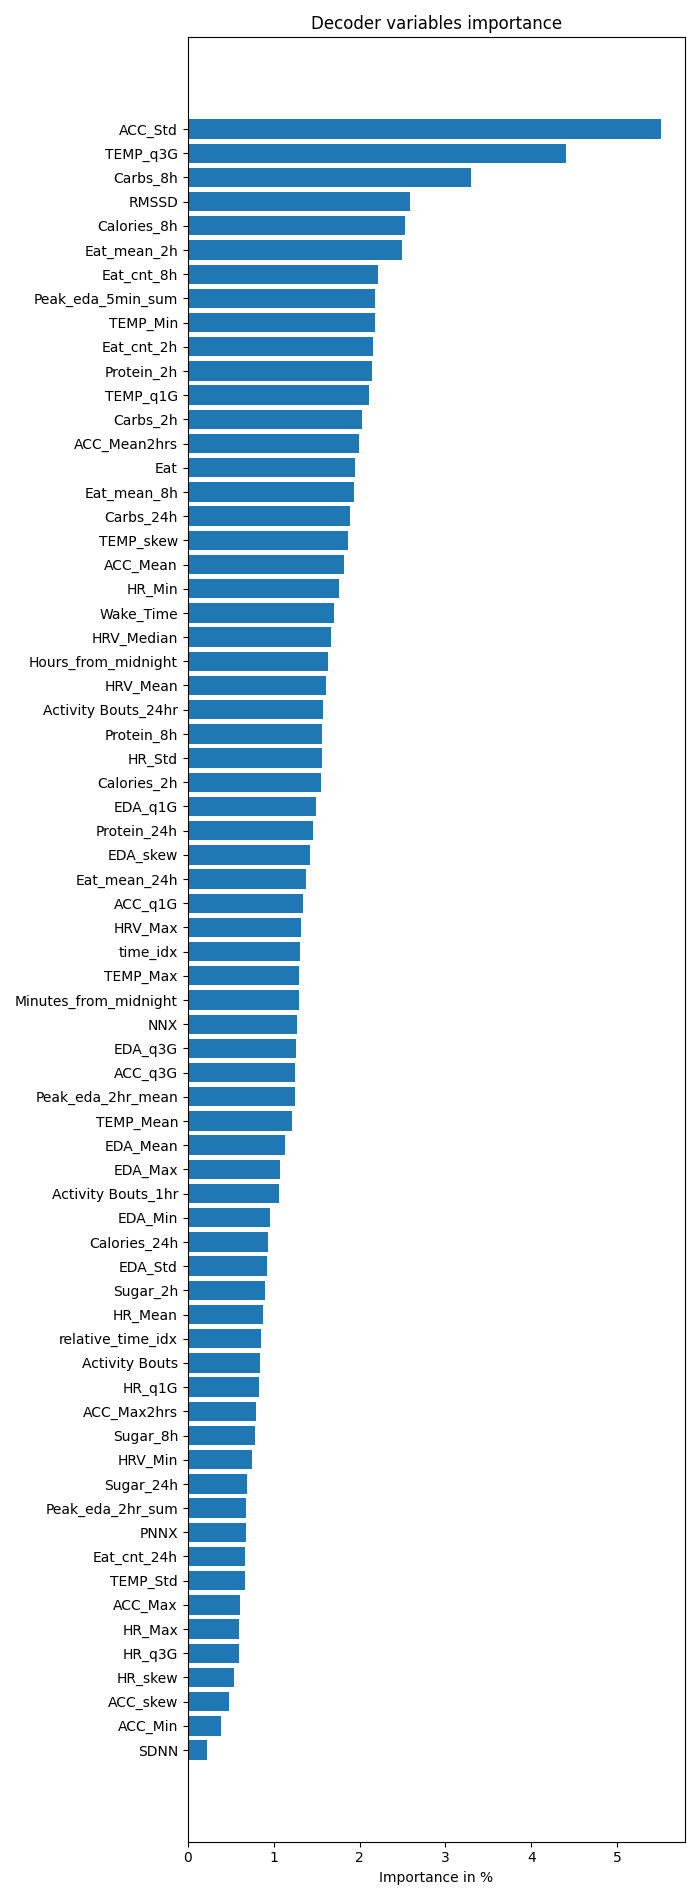 Decoder variables importance
ACC_Std
TEMP_q3G
Carbs_8h
RMSSD
Calories_8h
Eat_mean_2h
Eat_cnt_8h
Peak_eda_5min_sum
TEMP_Min
Eat_cnt_2h
Protein_2h
TEMP_q1G
Carbs_2h
ACC_Mean2hrs
Eat
Eat_mean_8h
Carbs_24h
TEMP_skew
ACC_Mean
HR_Min
Wake_Time
HRV_Median
Hours_from_midnight
HRV_Mean
Activity Bouts_24hr
Protein_8h
HR_Std
Calories_2h
EDA_q1G
Protein_24h
EDA_skew
Eat_mean_24h
ACC_q1G
HRV_Max
time_idx
TEMP_Max
Minutes_from_midnight
NNX
EDA_q3G
ACC_q3G
Peak_eda_2hr_mean
TEMP_Mean
EDA_Mean
EDA_Max
Activity Bouts_1hr
EDA_Min
Calories_24h
EDA_Std
Sugar_2h
HR_Mean
relative_time_idx
Activity Bouts
HR_q1G
ACC_Max2hrs
Sugar_8h
HRV_Min
Sugar_24h
Peak_eda_2hr_sum
PNNX
Eat_cnt_24h
TEMP_Std
ACC_Max
HR_Max
HR_q3G
HR_skew
ACC_skew
ACC_Min
SDNN
0 1 2 3 4 5
Importance in %